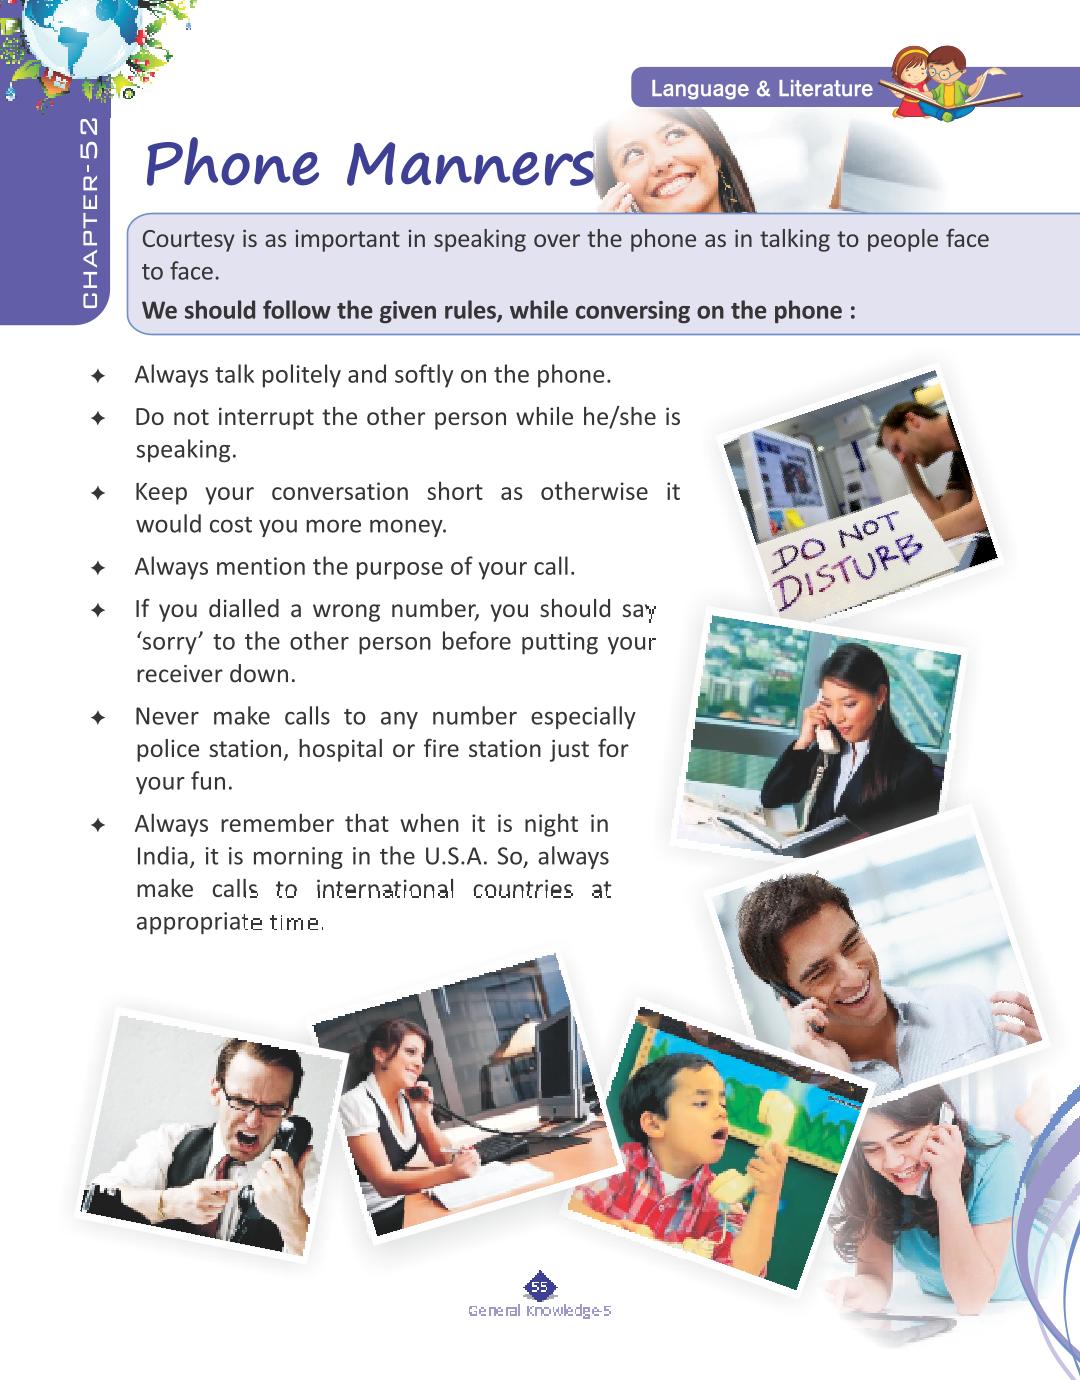 Language & Literature
CHAPTER-52
Phone Manners
Courtesy is as important in speaking over the phone as in talking to people face
to face.
We should follow the given rules, while conversing on the phone :
✦ Always talk politely and softly on the phone.
✦ Do not interrupt the other person while he/she is
speaking.
✦ Keep your conversation short as otherwise it
would cost you more money.
✦ Always mention the purpose of your call.
✦ If you dialled a wrong number, you should say
‘sorry’ to the other person before putting your
receiver down.
✦ Never make calls to any number especially
police station, hospital or fire station just for
your fun.
✦ Always remember that when it is night in
India, it is morning in the U.S.A. So, always
make calls to international countries at
appropriate time.
DO NOT
DISTURB
55
General Knowledge-5